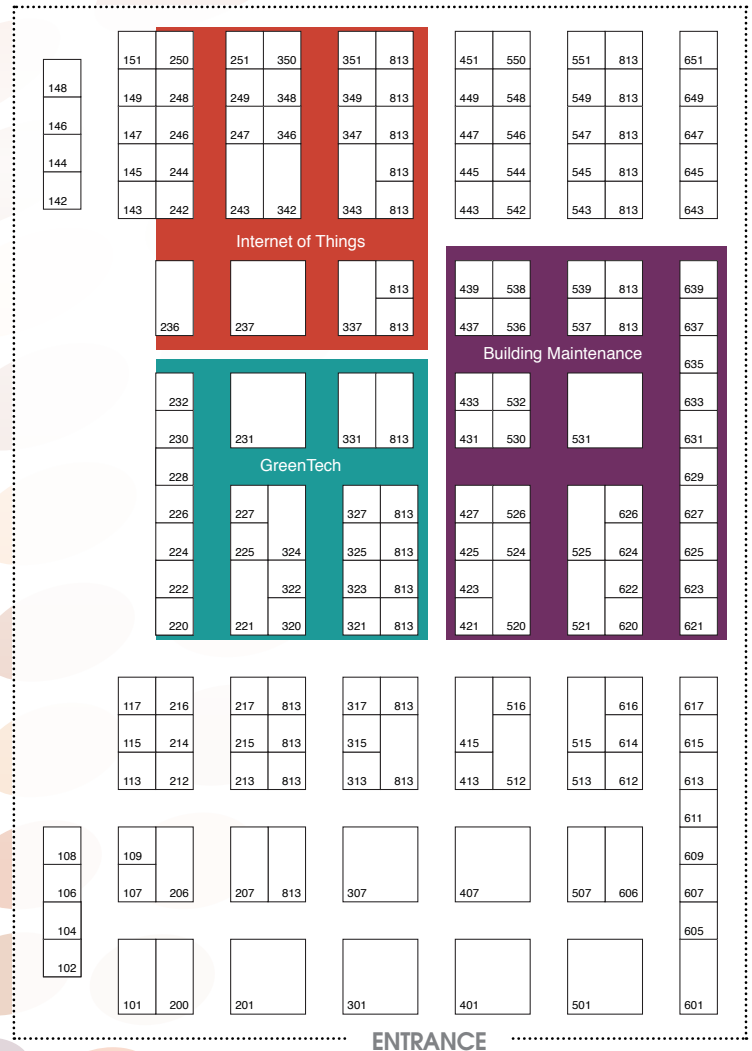 151 250 251 350 351 813 451 550 551 813 651
148
149 248 249 348 349 813 449 548 549 813 649
146
147 246 247 346 347 813 447 546 547 813 647
144
145 244 813 445 544 545 813 645
142
143 242 243 342 343 813 443 542 543 813 643
Internet of Things
813 439 538 539 813 639
236 237 337 813 437 536 537 813 637
Building Maintenance
635
232 433 532 633
230 231 331 813 431 530 531 631
GreenTech
228 629
226 227 327 813 427 526 626 627
224 225 324 325 813 425 524 525 624 625
222 322 323 813 423 622 623
220 221 320 321 813 421 520 521 620 621
117 216 217 813 317 813 516 616 617
115 214 215 813 315 415 515 614 615
113 212 213 813 313 813 413 512 513 612 613
611
108 109 609
106 107 206 207 813 307 407 507 606 607
104 605
102
101 200 201 301 401 501 601
ENTRANCE